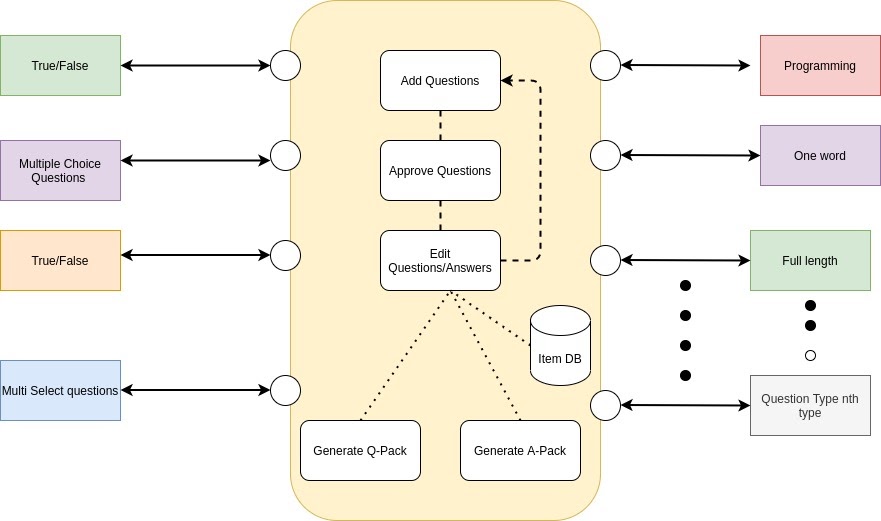 True/False
Add Questions
Programming
Multiple Choice
Questions
Approve Questions
One word
True/False
Edit
Questions/Answers
Full length
Item DB
Multi Select questions
Question Type nth
type
Generate Q-Pack
Generate A-Pack